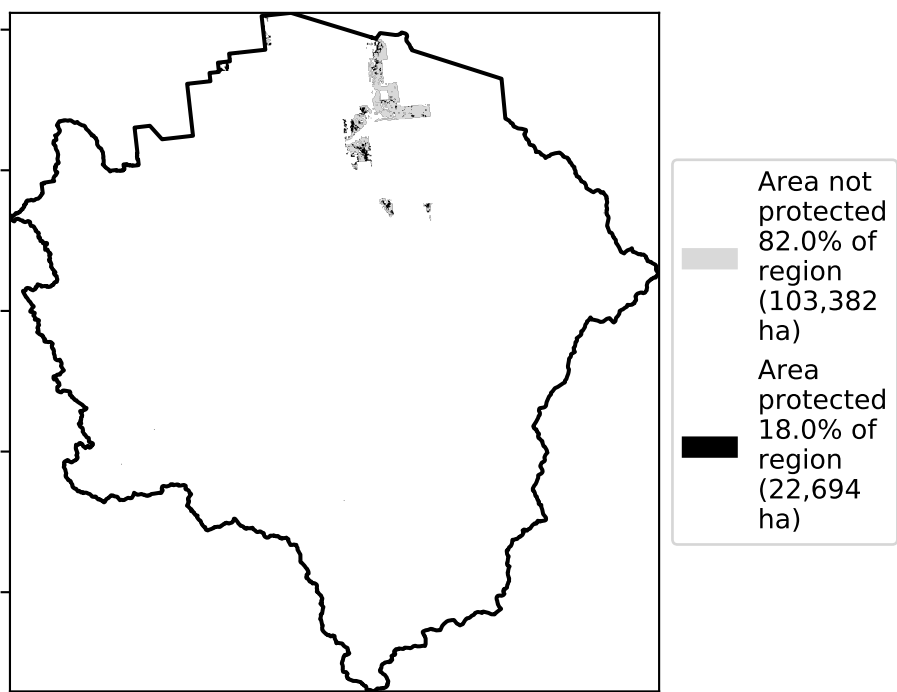 Area not
protected
82.0% of
region
(103,382
ha)
Area
protected
18.0% of
region
(22,694
ha)